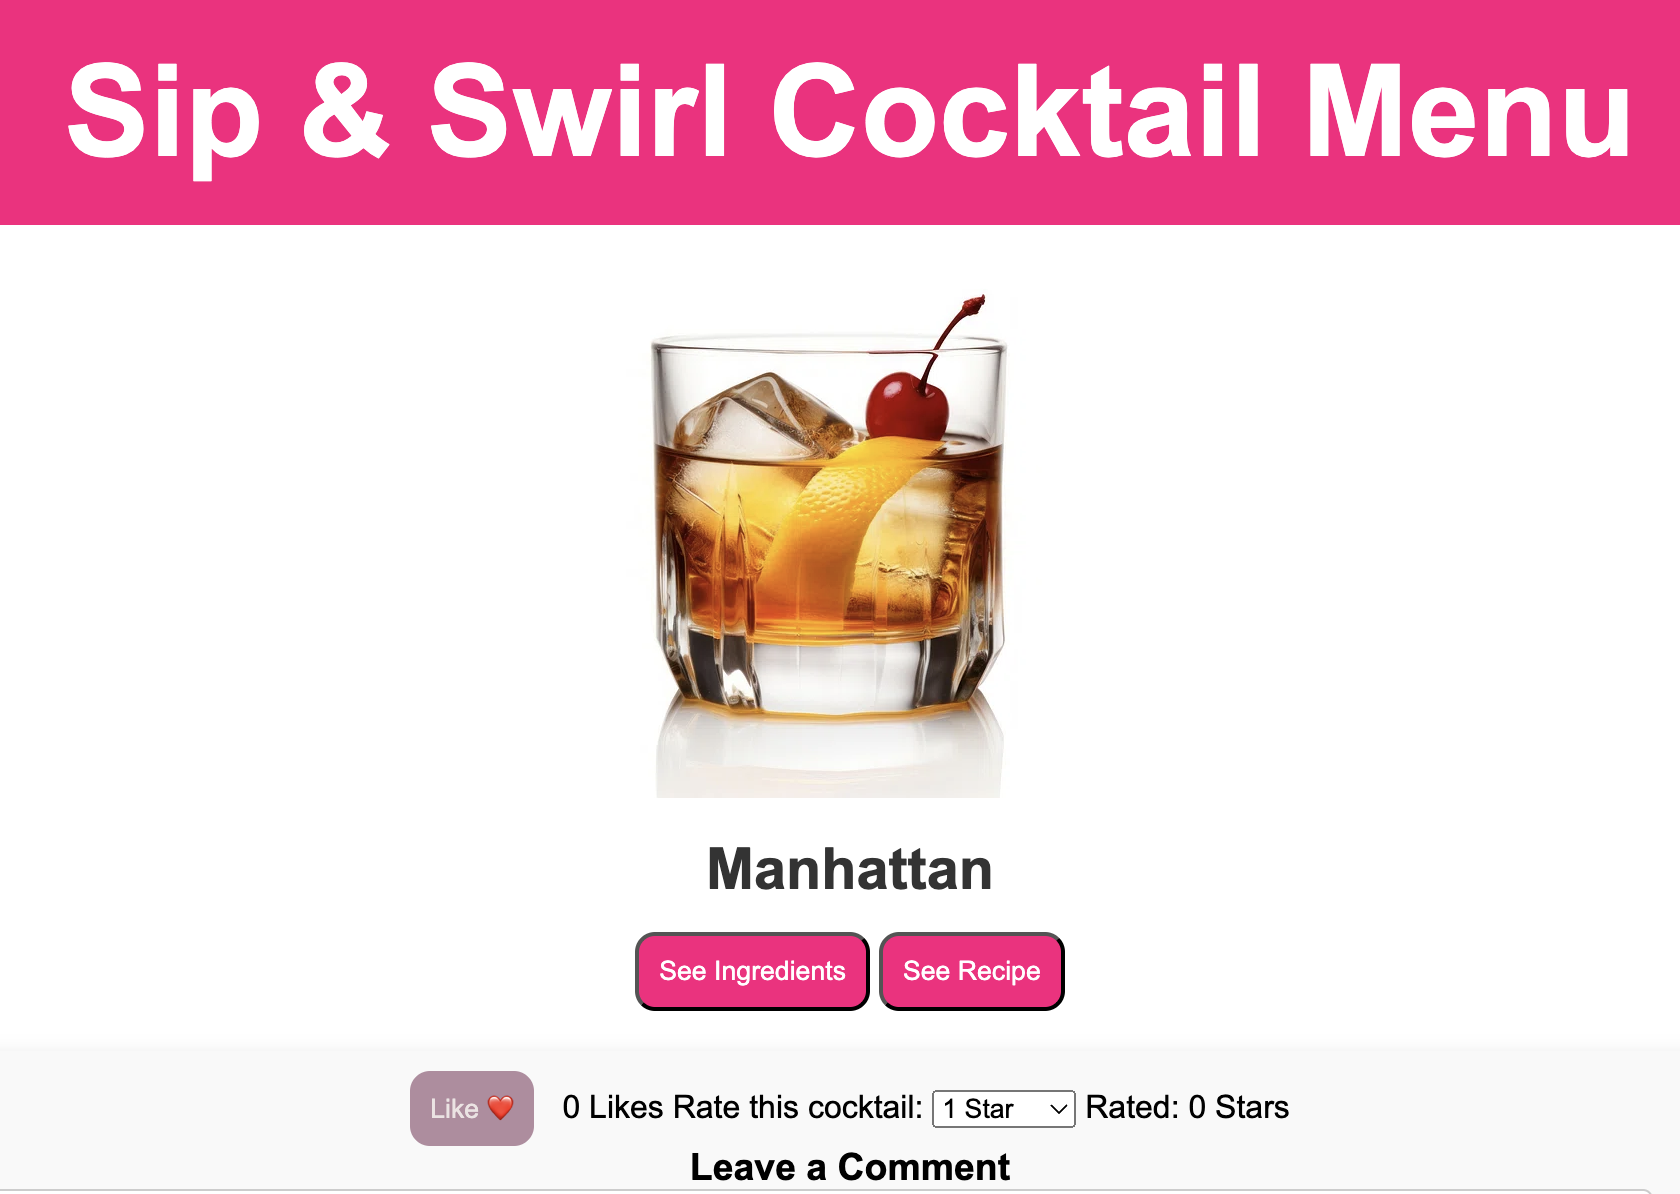 Sip & Swirl Cocktail Menu
Manhattan
See Ingredients See Recipe
Like ❤️ 0 Likes Rate this cocktail: 1 Star Rated: 0 Stars
Leave a Comment